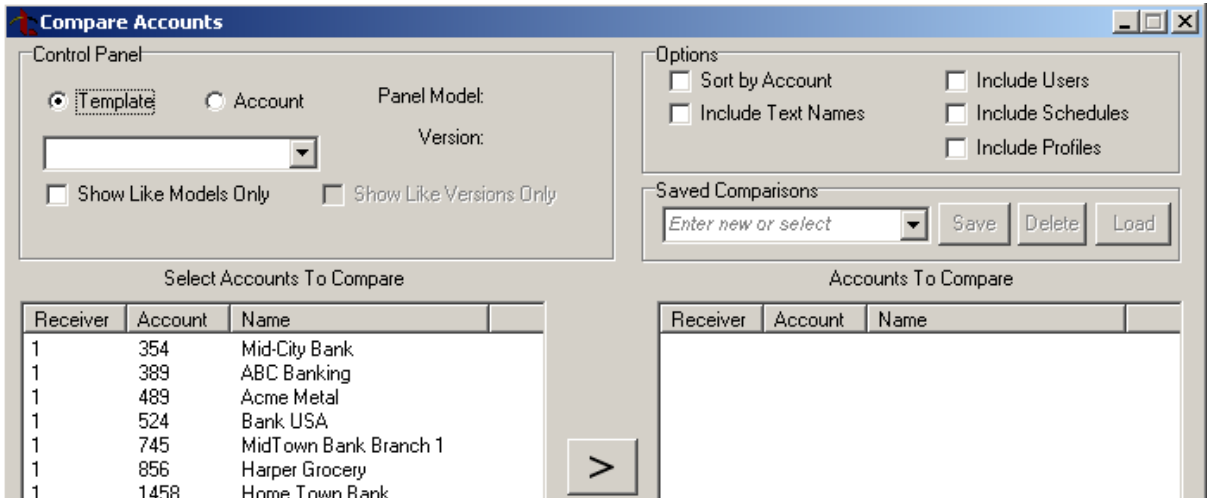 Compare Accounts
Control Panel
Template Account Panel Model:
Version:
Show Like Models Only Show Like Versions Only
Options
Sort by Account Include Users
Include Text Names Include Schedules
Include Profiles
Saved Comparisons
Enter new or select Save Delete Load
Select Accounts To Compare
Receiver Account Name
1 354 Mid-City Bank
1 389 ABC Banking
1 489 Acme Metal
1 524 Bank USA
1 745 MidTown Bank Branch 1
1 856 Harper Grocery
1 1458 Home Town Bank
>
Accounts To Compare
Receiver Account Name